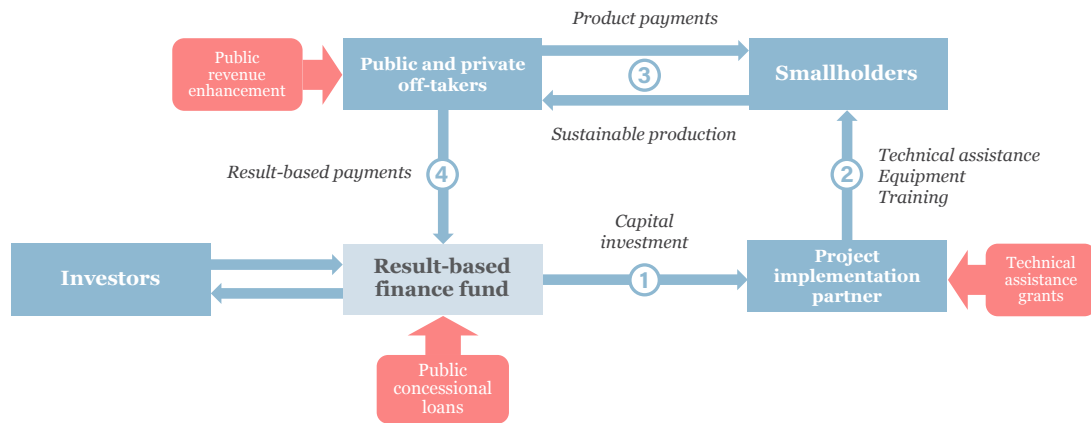 Product payments
Public
revenue
enhancement
Public and private
off-takers
3
Smallholders
Sustainable production
Result-based payments
4
2
Technical assistance
Equipment
Training
Capital
investment
Investors
Result-based
finance fund
1
Project
implementation
partner
Technical
assistance
grants
Public
concessional
loans